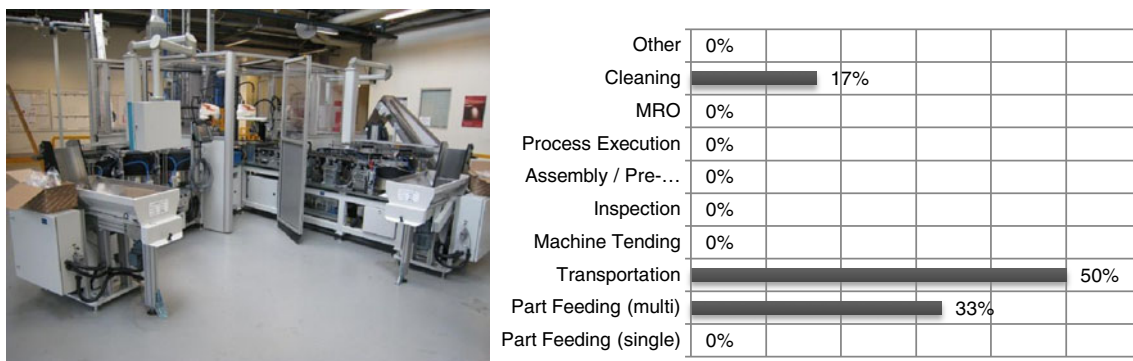 Other 0%
Cleaning 17%
MRO 0%
Process Execution 0%
Assembly / Pre-… 0%
Inspection 0%
Machine Tending 0%
Transportation 50%
Part Feeding (multi) 33%
Part Feeding (single) 0%